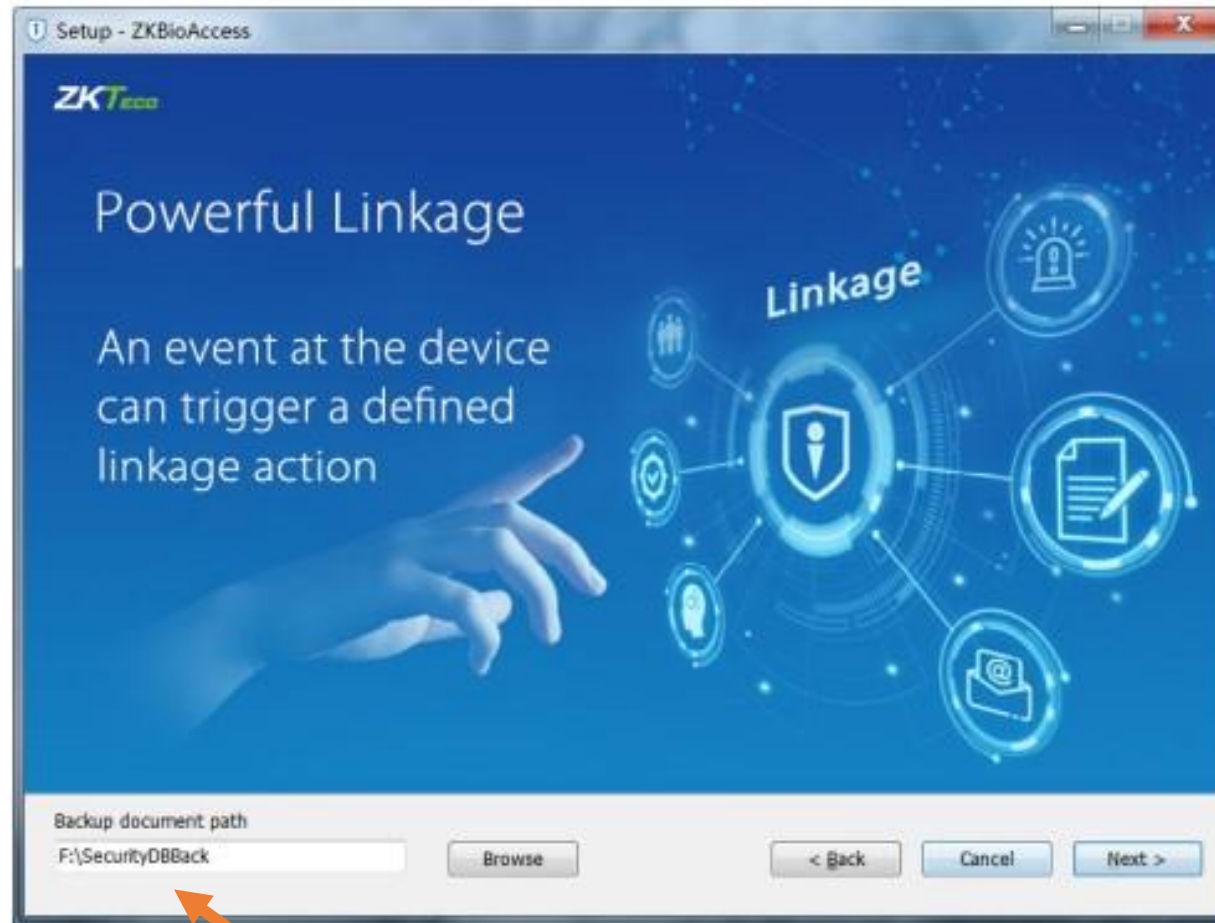 Setup - ZKBioAccess
ZKTeco
Powerful Linkage
Linkage
An event at the device
can trigger a defined
linkage action
Backup document path
F:\SecurityDBBack
Browse
< Back
Cancel
Next >